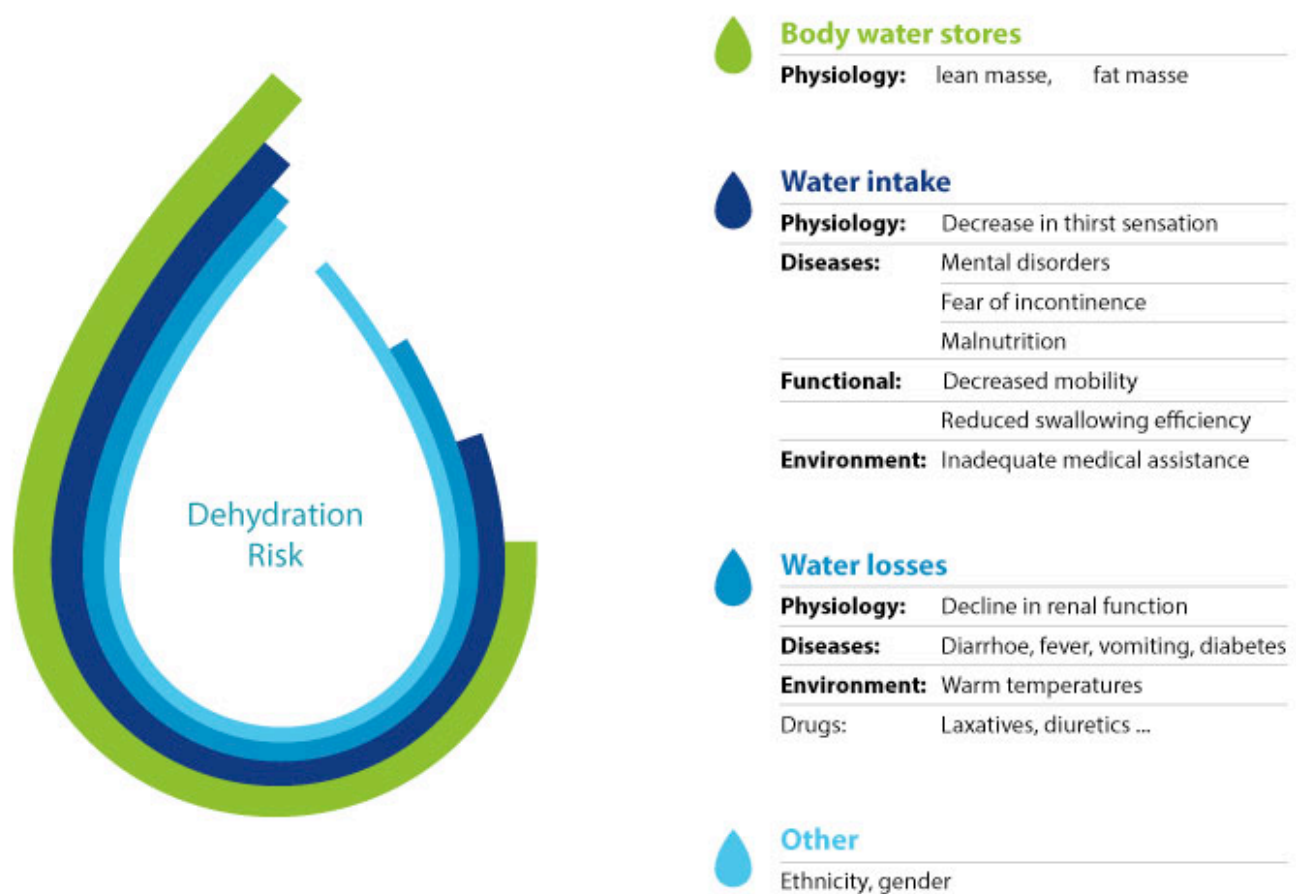 Dehydration
Risk
Body water stores
Physiology: lean masse, fat masse
Water intake
Physiology: Decrease in thirst sensation
Diseases: Mental disorders
Fear of incontinence
Malnutrition
Functional: Decreased mobility
Reduced swallowing efficiency
Environment: Inadequate medical assistance
Water losses
Physiology: Decline in renal function
Diseases: Diarrhoe, fever, vomiting, diabetes
Environment: Warm temperatures
Drugs: Laxatives, diuretics ...
Other
Ethnicity, gender